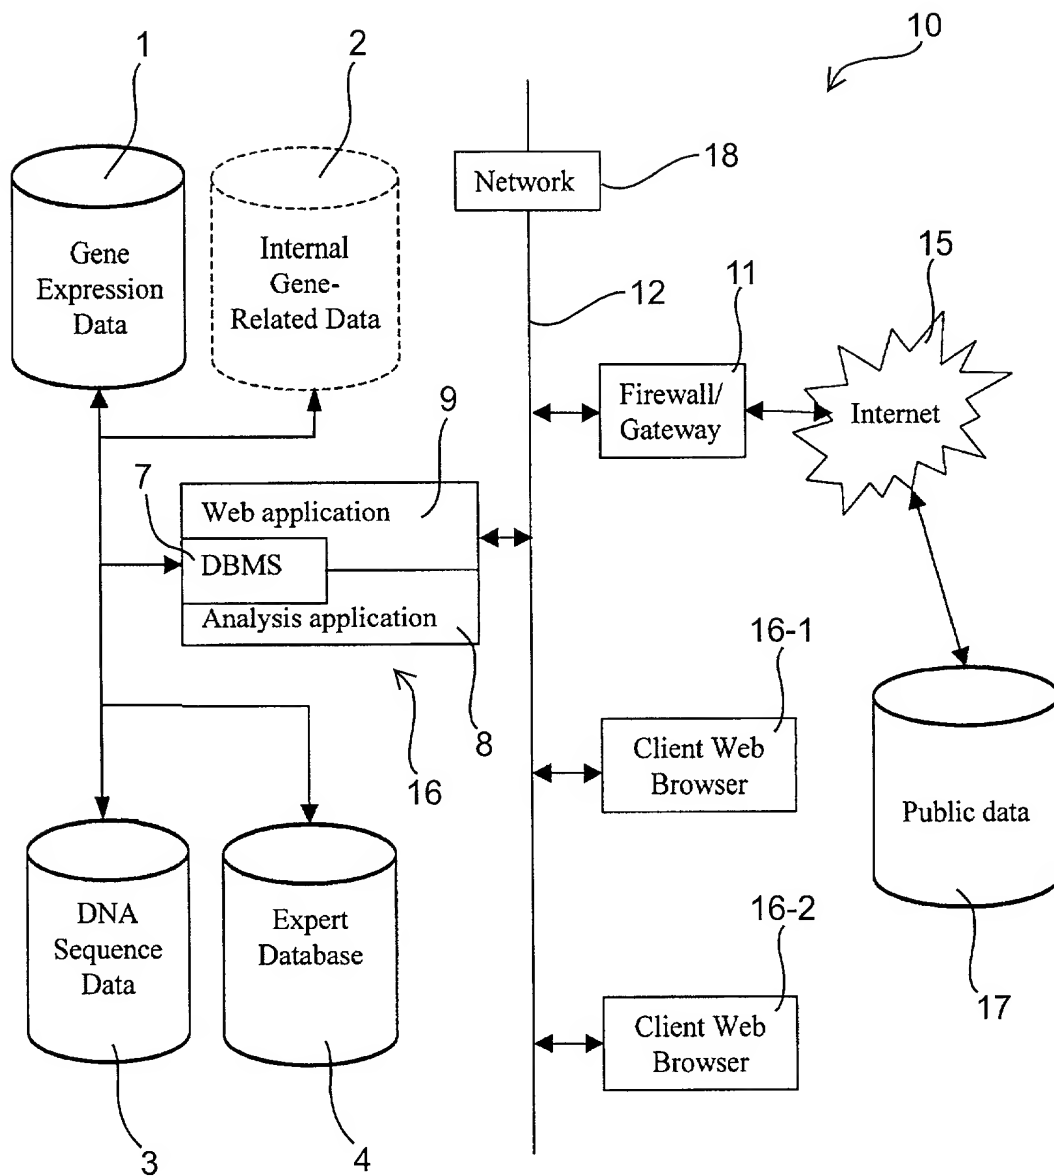 1
2
10
Network
18
Gene
Expression
Data
Internal
Gene-
Related Data
12
11
15
Firewall/
Gateway
Internet
9
7
Web application
DBMS
Analysis application
8
16
16-1
Client Web
Browser
Public data
17
DNA
Sequence
Data
Expert
Database
16-2
Client Web
Browser
3
4